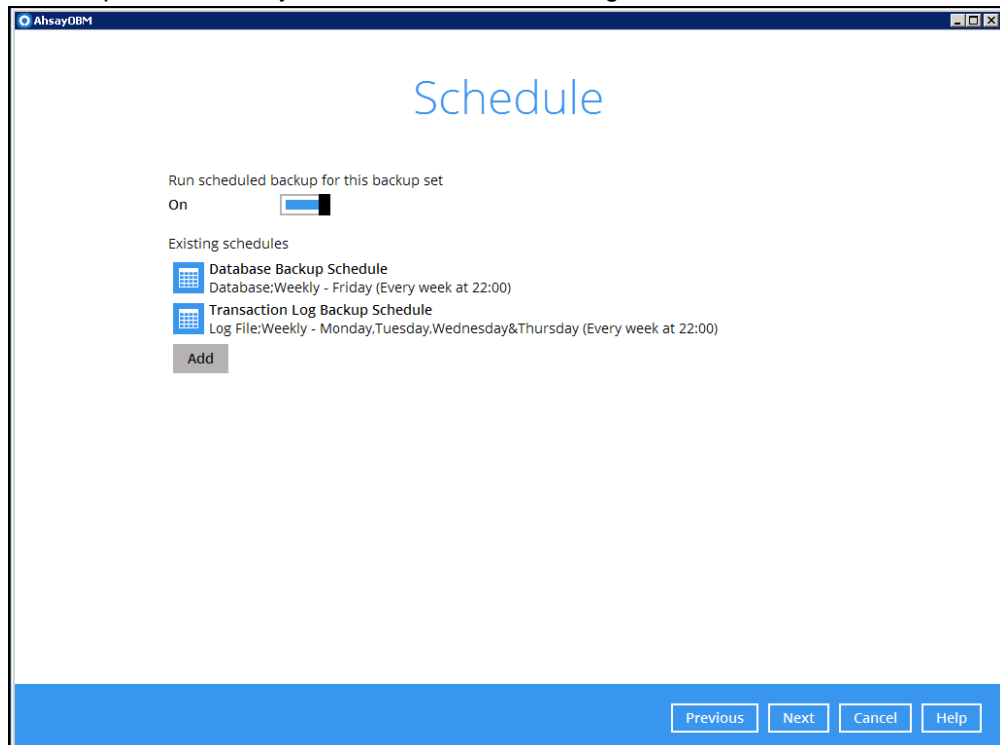 AhsayOBM
Schedule
Run scheduled backup for this backup set
On
Existing schedules
Database Backup Schedule
Database;Weekly - Friday (Every week at 22:00)
Transaction Log Backup Schedule
Log File;Weekly - Monday,Tuesday,Wednesday&Thursday (Every week at 22:00)
Add
Previous Next Cancel Help